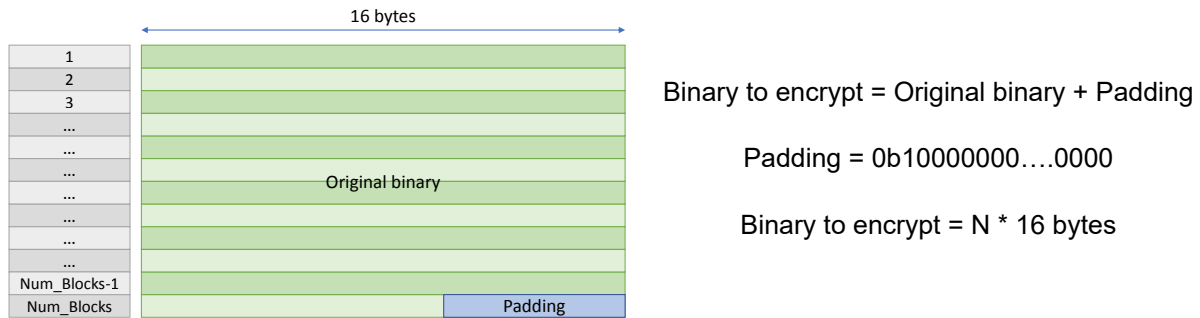 16 bytes
1
2
3
...
...
...
...
...
...
...
Num_Blocks-1
Num_Blocks
Original binary
Padding
Binary to encrypt = Original binary + Padding
Padding = 0b10000000....0000
Binary to encrypt = N * 16 bytes